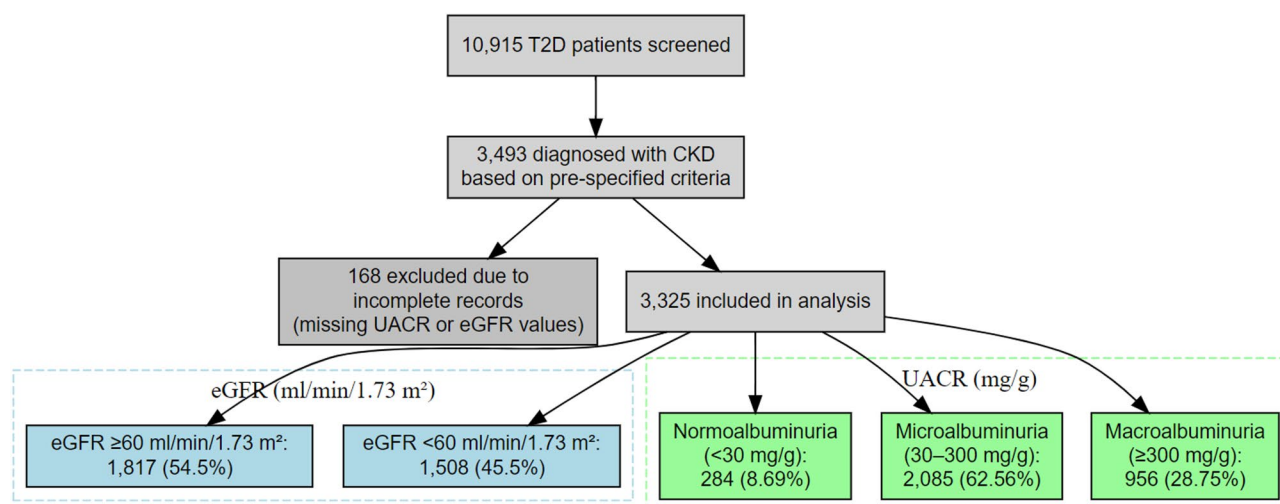 10,915 T2D patients screened
3,493 diagnosed with CKD
based on pre-specified criteria
168 excluded due to
incomplete records
(missing UACR or eGFR values)
3,325 included in analysis
eGFR (ml/min/1.73 m²)
eGFR ≥60 ml/min/1.73 m²:
1,817 (54.5%)
eGFR <60 ml/min/1.73 m²:
1,508 (45.5%)
UACR (mg/g)
Normoalbuminuria
(<30 mg/g):
284 (8.69%)
Microalbuminuria
(30–300 mg/g):
2,085 (62.56%)
Macroalbuminuria
(≥300 mg/g):
956 (28.75%)